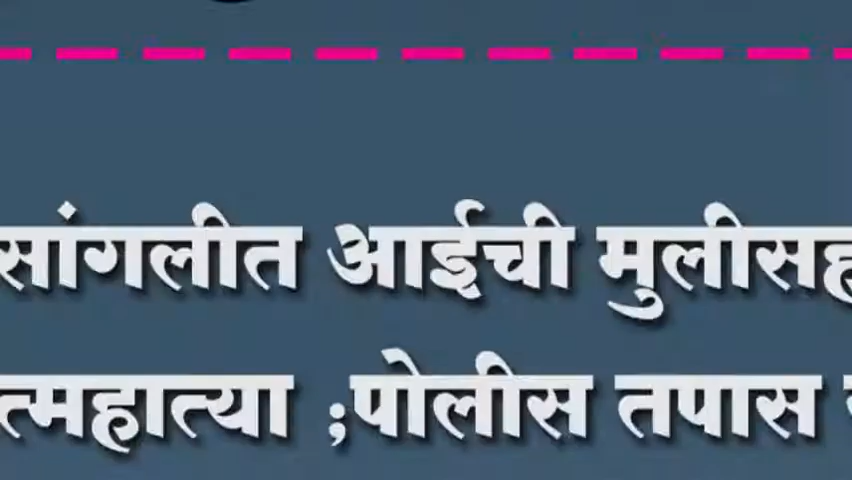 सांगलीत आईची मुलीसह
त्महात्या ;पोलीस तपास